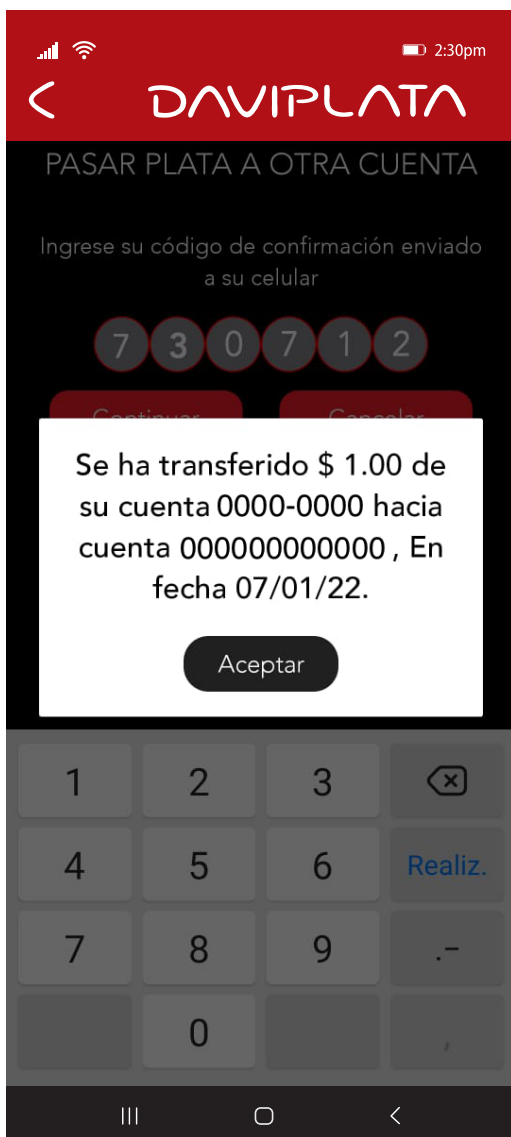 2:30pm
DAVIPLATA
PASAR PLATA A OTRA CUENTA
Ingrese su código de confirmación enviado
a su celular
7 3 0 7 1 2
Continuar Cancelar
Se ha transferido $ 1.00 de
su cuenta 0000-0000 hacia
cuenta 000000000000 , En
fecha 07/01/22.
Aceptar
1 2 3
4 5 6 Realiz.
7 8 9 .-
0 ,